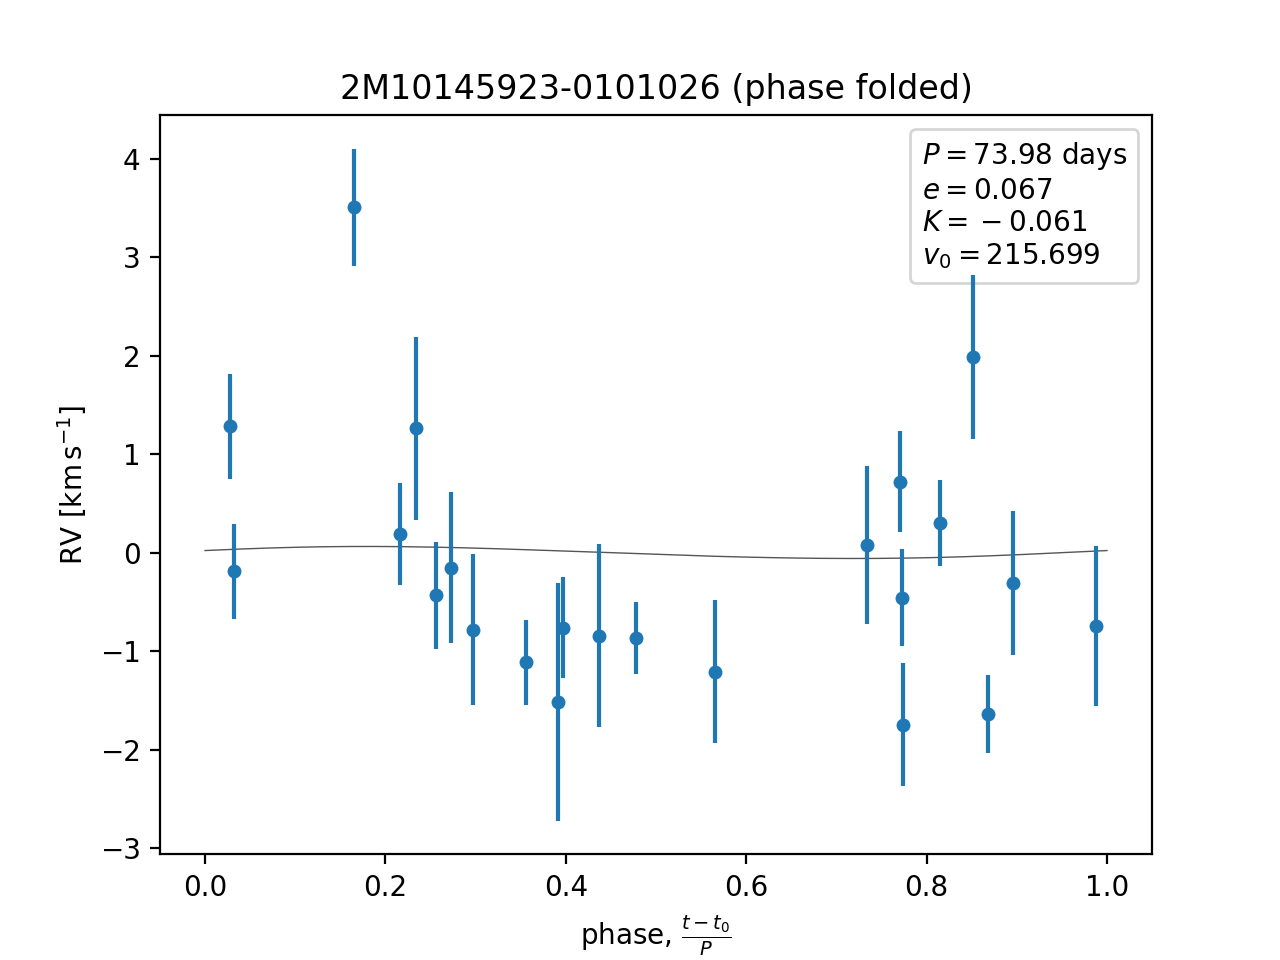 2M10145923-0101026 (phase folded)
P = 73.98 days
e = 0.067
K = −0.061
v₀ = 215.699
RV [km s⁻¹]
4
3
2
1
0
−1
−2
−3
0.0 0.2 0.4 0.6 0.8 1.0
phase, (t − t₀)/P